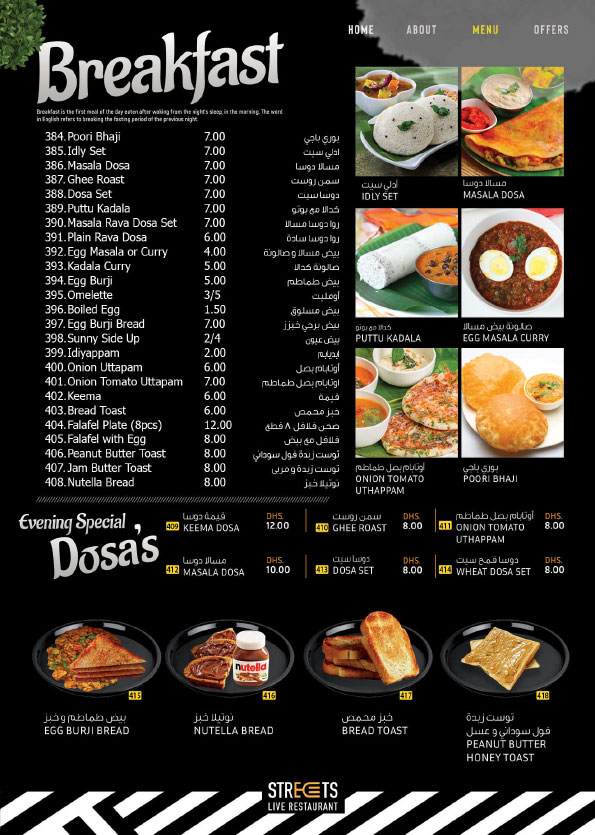 HOME ABOUT MENU OFFERS
Breakfast
Breakfast is the first meal of the day eaten after waking from the night's sleep, in the morning. The word
in English refers to breaking the fasting period of the previous night.
384. Poori Bhaji 7.00 بوري باجي
385. Idly Set 7.00 ادلي سيت
386. Masala Dosa 7.00 مسالا دوسا
387. Ghee Roast 7.00 سمن روست
388. Dosa Set 7.00 دوسا سيت
389. Puttu Kadala 7.00 كدالا مع بوتو
390. Masala Rava Dosa Set 7.00 روا دوسا مسالا
391. Plain Rava Dosa 6.00 روا دوسا سادة
392. Egg Masala or Curry 4.00 بيض مسالا و صالونة
393. Kadala Curry 5.00 صالونة كدالا
394. Egg Burji 5.00 بيض طماطم
395. Omelette 3/5 أومليت
396. Boiled Egg 1.50 بيض مسلوق
397. Egg Burji Bread 7.00 بيض برجي خبزز
398. Sunny Side Up 2/4 بيض عيون
399. Idiyappam 2.00
400. Onion Uttapam 6.00 أوتابام بصل
401. Onion Tomato Uttapam 7.00 اوتابام بصل طماطم
402. Keema 6.00 قيمة
403. Bread Toast 6.00 خبز محمص
404. Falafel Plate (8pcs) 12.00 صحن فلافل ٨ قطع
405. Falafel with Egg 8.00 فلافل مع بيض
406. Peanut Butter Toast 8.00 توست زبدة فول سوداني
407. Jam Butter Toast 8.00 توست زبدة و مربى
408. Nutella Bread 8.00 نوتيلا خبز
أدلي سيت
IDLY SET
مسالا دوسا
MASALA DOSA
كدالا مع بوتو
PUTTU KADALA
صالونة بيض مسالا
EGG MASALA CURRY
أوتابام بصل طماطم
ONION TOMATO
UTHAPPAM
بوري باجي
POORI BHAJI
Evening Special
Dosa's
409 قيمة دوسا
KEEMA DOSA
DHS.
12.00
410 سمن روست
GHEE ROAST
DHS.
8.00
411 أوتابام بصل طماطم
ONION TOMATO
UTHAPPAM
DHS.
8.00
412 مسالا دوسا
MASALA DOSA
DHS.
10.00
413 دوسا سيت
DOSA SET
DHS.
8.00
414 دوسا قمح سيت
WHEAT DOSA SET
DHS.
8.00
nutella
415
بيض طماطم و خبز
EGG BURJI BREAD
416
نوتيلا خبز
NUTELLA BREAD
417
خبز محمص
BREAD TOAST
418
توست زبدة
فول سوداني و عسل
PEANUT BUTTER
HONEY TOAST
STREETS
LIVE RESTAURANT